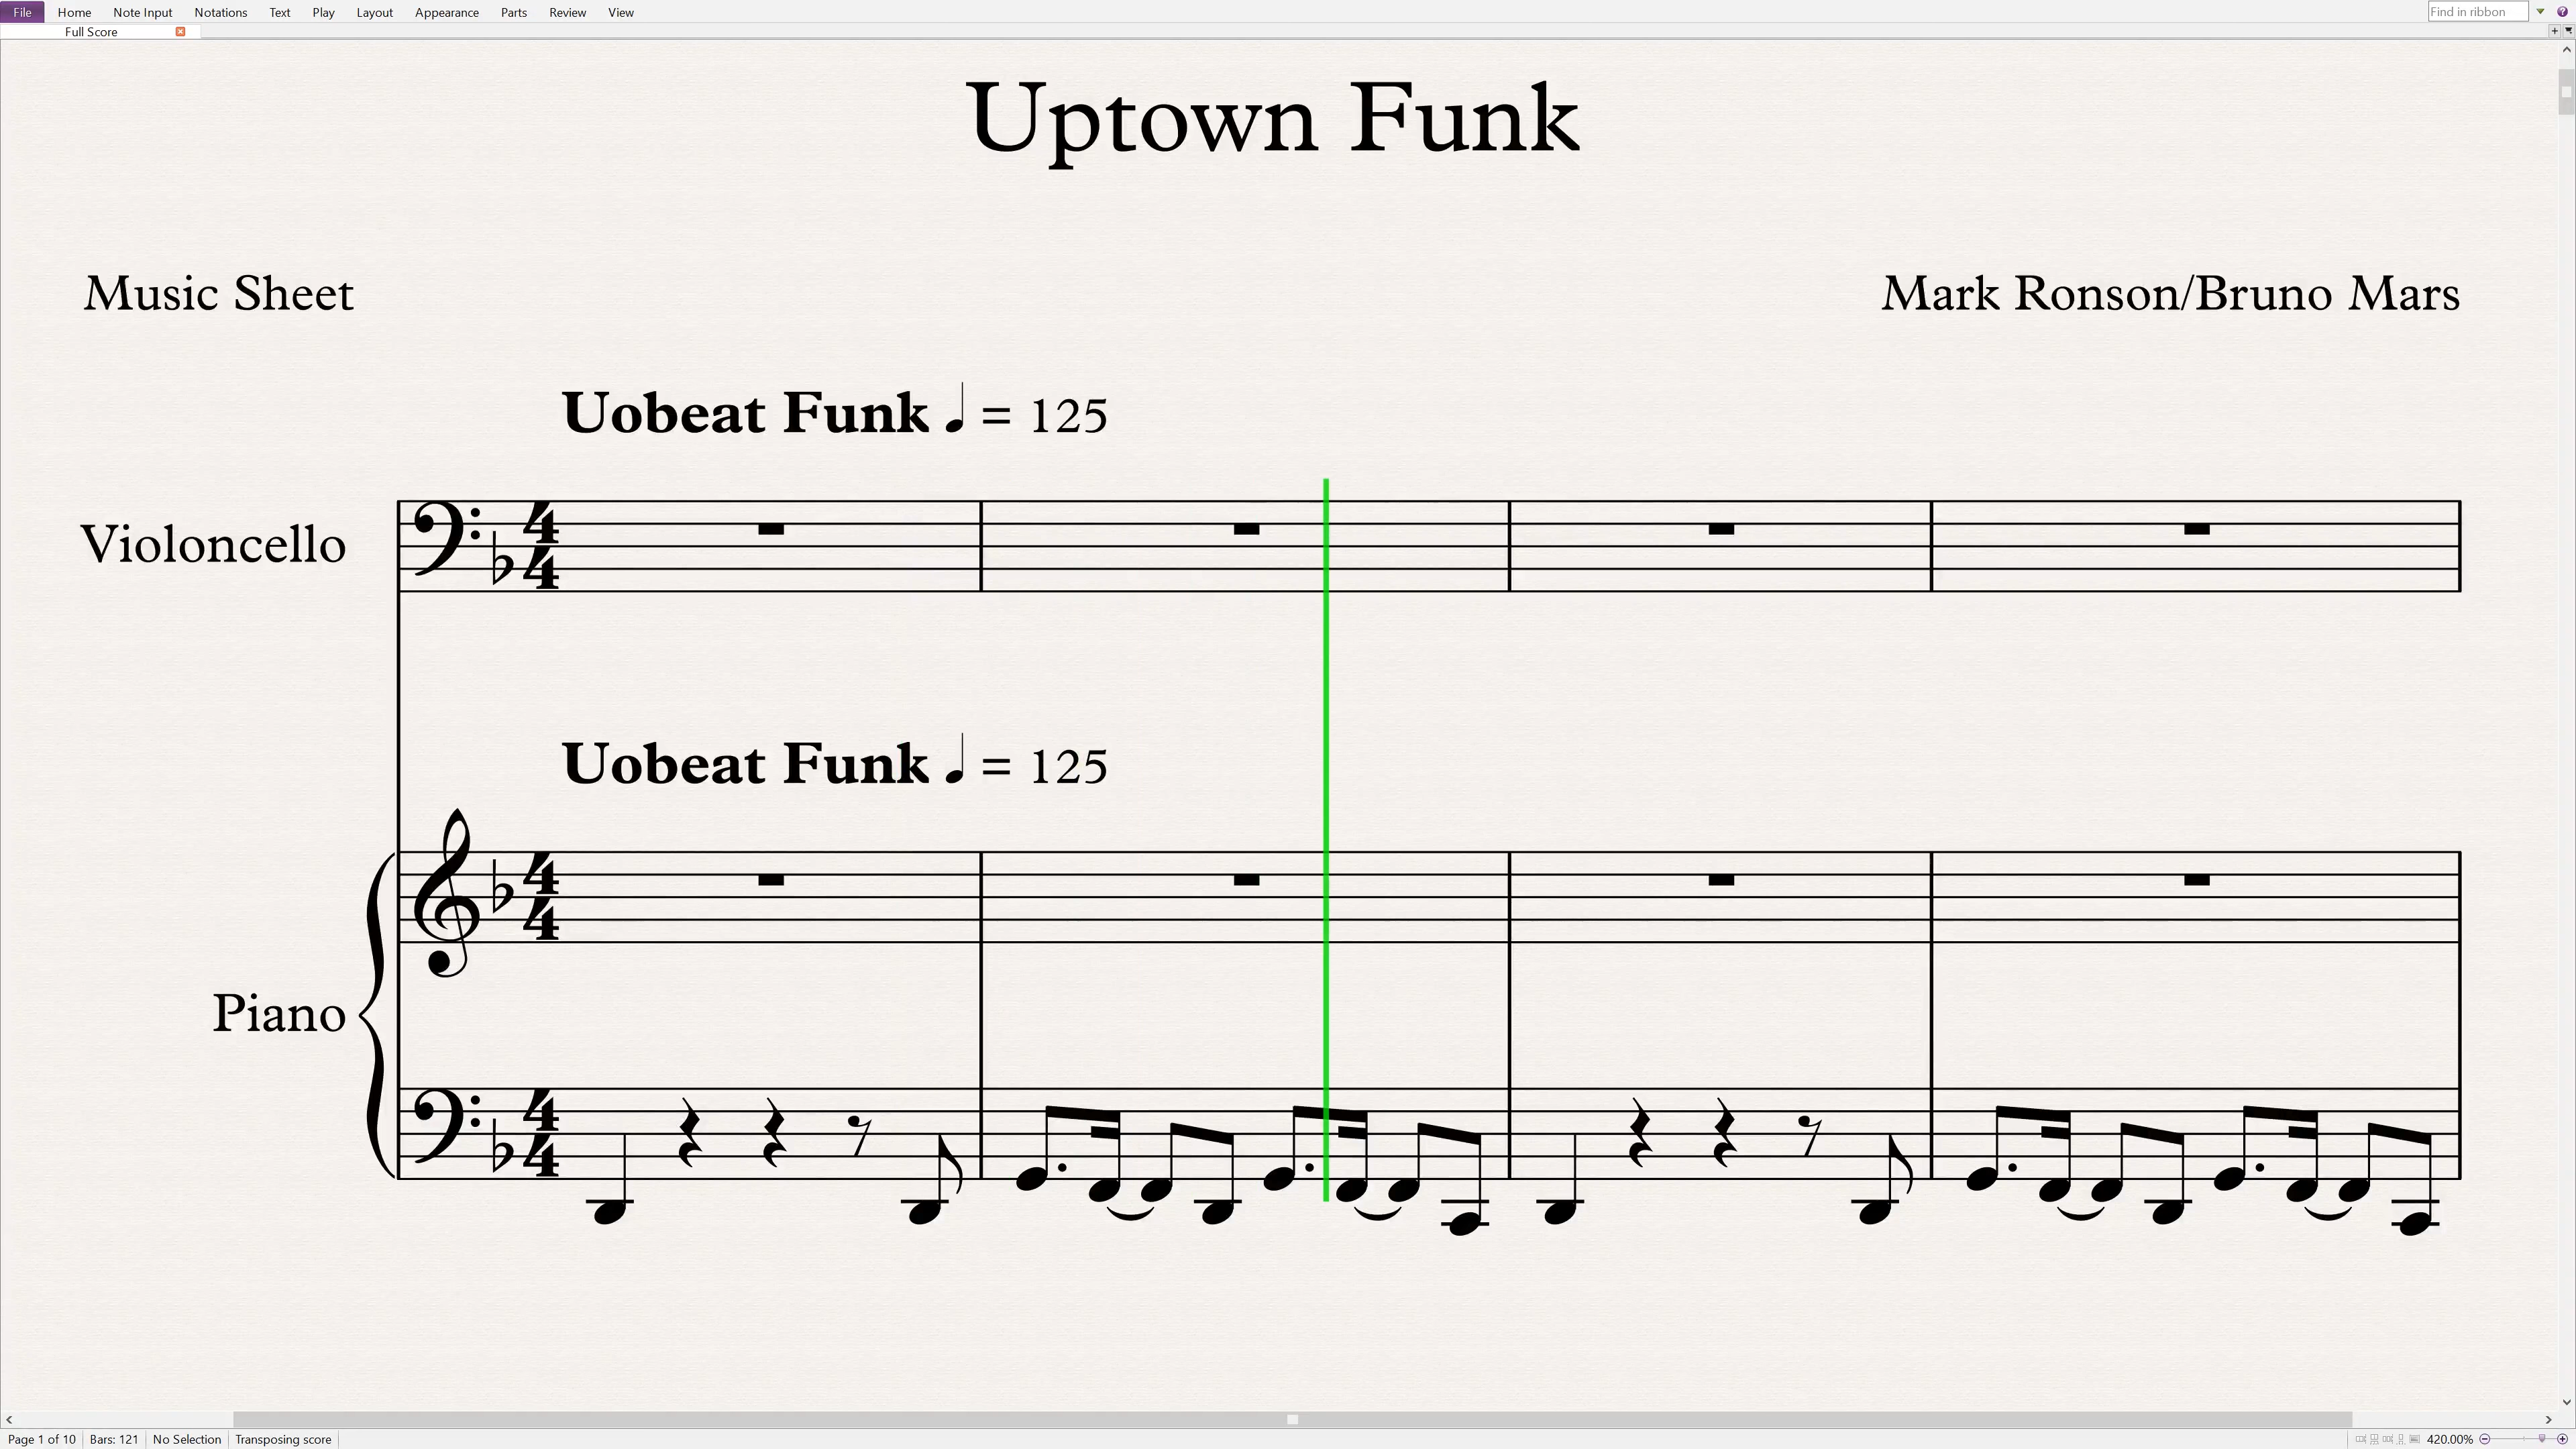 File Home Note Input Notations Text Play Layout Appearance Parts Review View Find in ribbon
Full Score
Uptown Funk
Music Sheet
Mark Ronson/Bruno Mars
Uobeat Funk = 125
Violoncello
Uobeat Funk = 125
Piano
Page 1 of 10 Bars: 121 No Selection Transposing score 420.00%